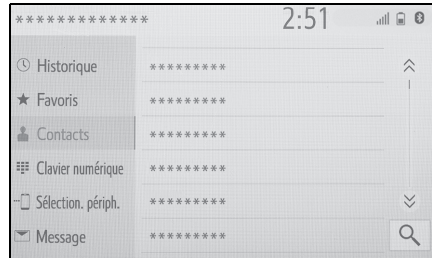 ************* 2:51
Historique *********
Favoris *********
Contacts *********
Clavier numérique *********
Sélection. périph. *********
Message *********